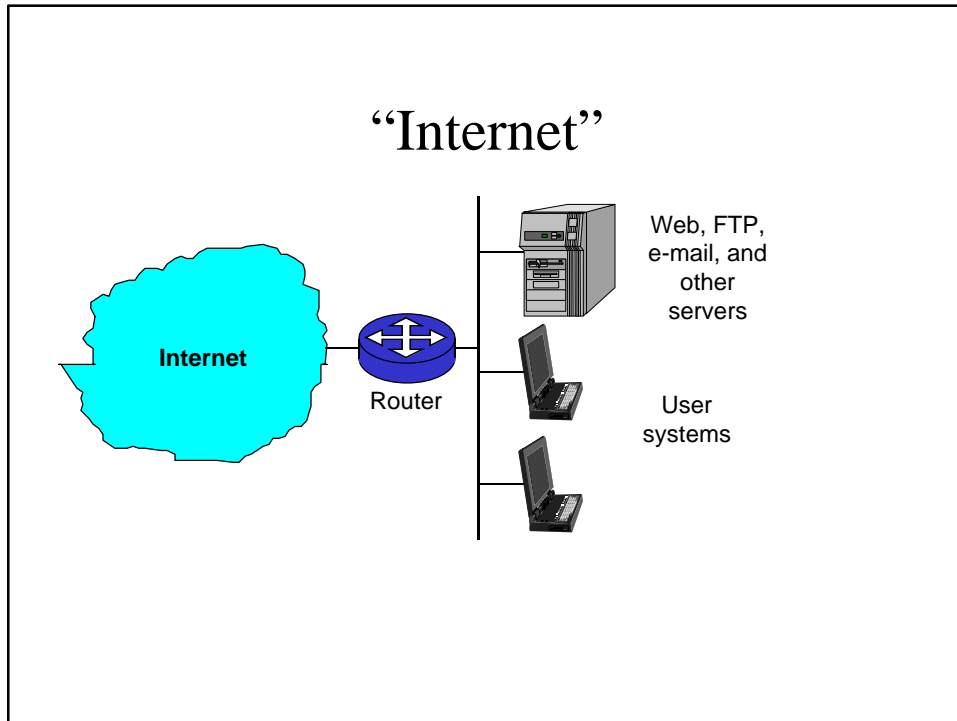 “Internet”
Internet
Router
Web, FTP,
e-mail, and
other
servers
User
systems